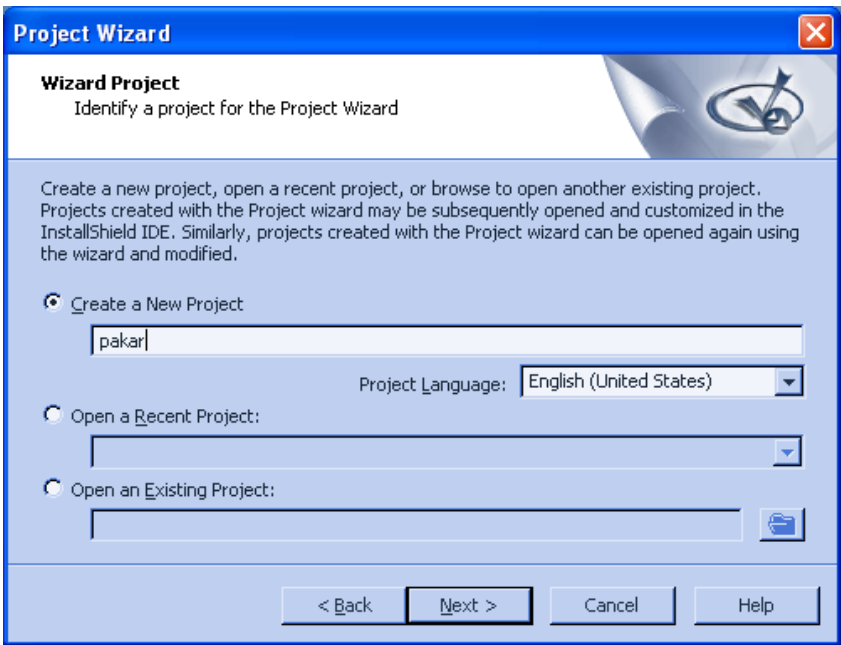 Project Wizard
Wizard Project
Identify a project for the Project Wizard
Create a new project, open a recent project, or browse to open another existing project.
Projects created with the Project wizard may be subsequently opened and customized in the
InstallShield IDE. Similarly, projects created with the Project wizard can be opened again using
the wizard and modified.
Create a New Project
pakar
Project Language: English (United States)
Open a Recent Project:
Open an Existing Project:
< Back Next > Cancel Help